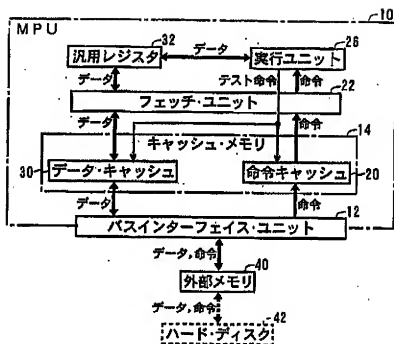 10
MPU
32
汎用レジスタ
データ
26
実行ユニット
データ
テスト命令
命令
22
フェッチ・ユニット
データ
命令
14
キャッシュ・メモリ
30
データ・キャッシュ
命令キャッシュ
20
データ
命令
12
バスインターフェイス・ユニット
データ,命令
40
外部メモリ
データ,命令
42
ハード・ディスク